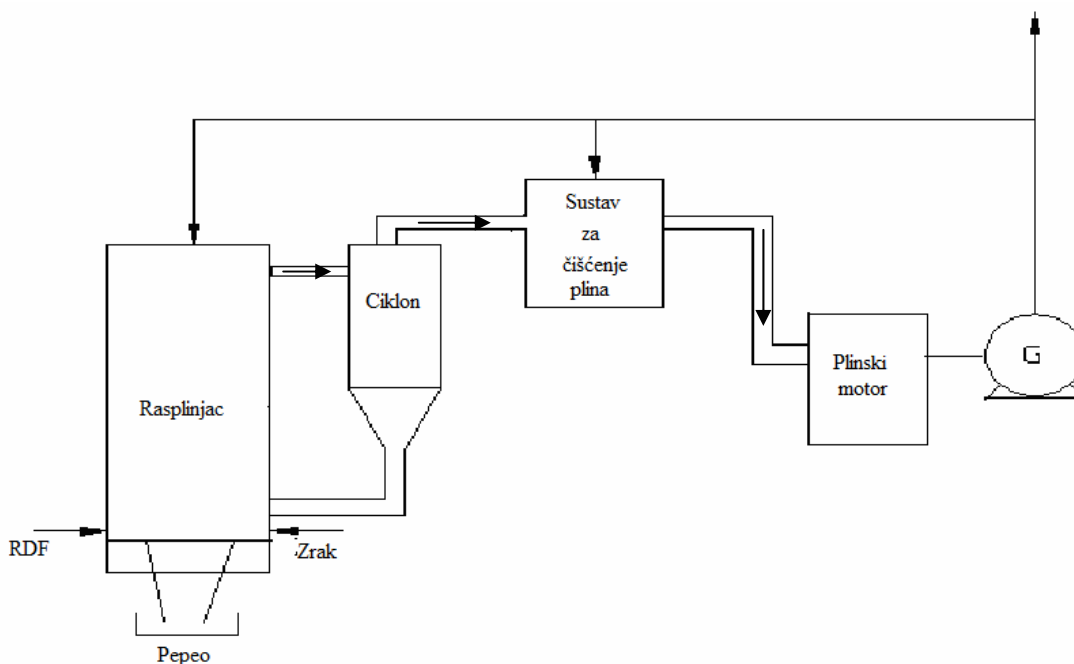 Sustav
za
čišćenje
plina
Ciklon
Rasplinjac
Plinski
motor
G
RDF
Zrak
Pepeo